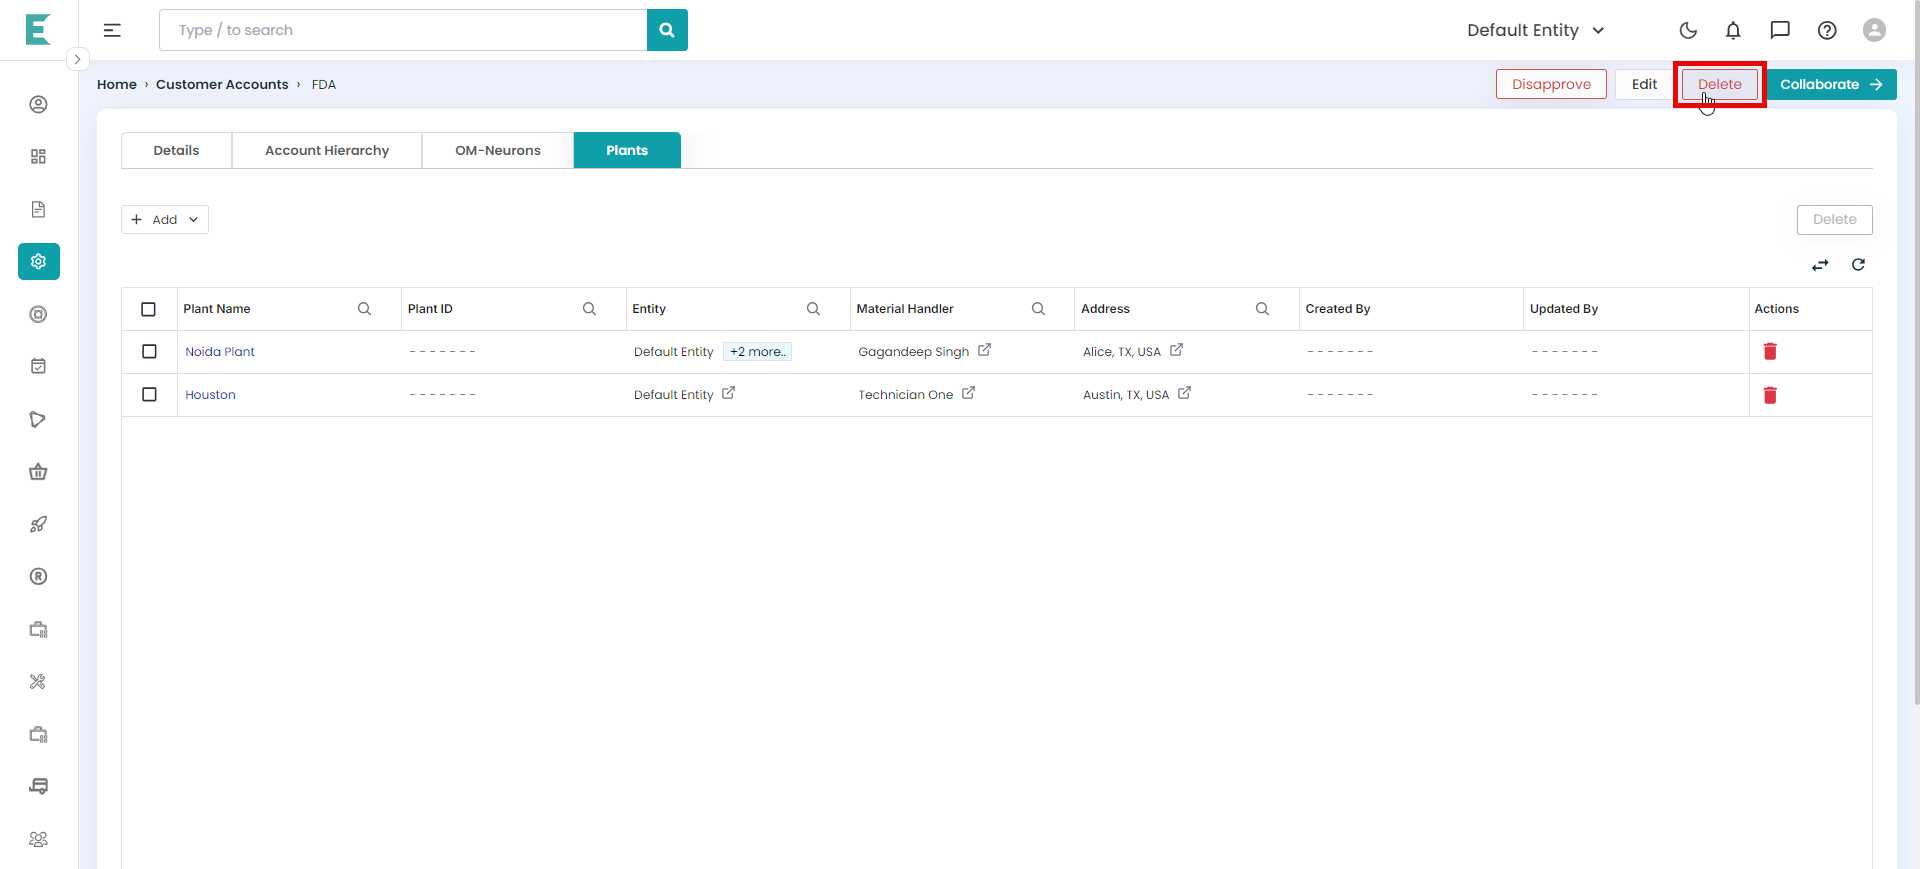 E
Type / to search
Default Entity
Home › Customer Accounts › FDA
Disapprove Edit Delete Collaborate →
Details Account Hierarchy OM-Neurons Plants
+ Add
Delete
Plant Name Plant ID Entity Material Handler Address Created By Updated By Actions
Noida Plant - - - - - - - Default Entity +2 more.. Gagandeep Singh Alice, TX, USA - - - - - - - - - - - - - -
Houston - - - - - - - Default Entity Technician One Austin, TX, USA - - - - - - - - - - - - - -